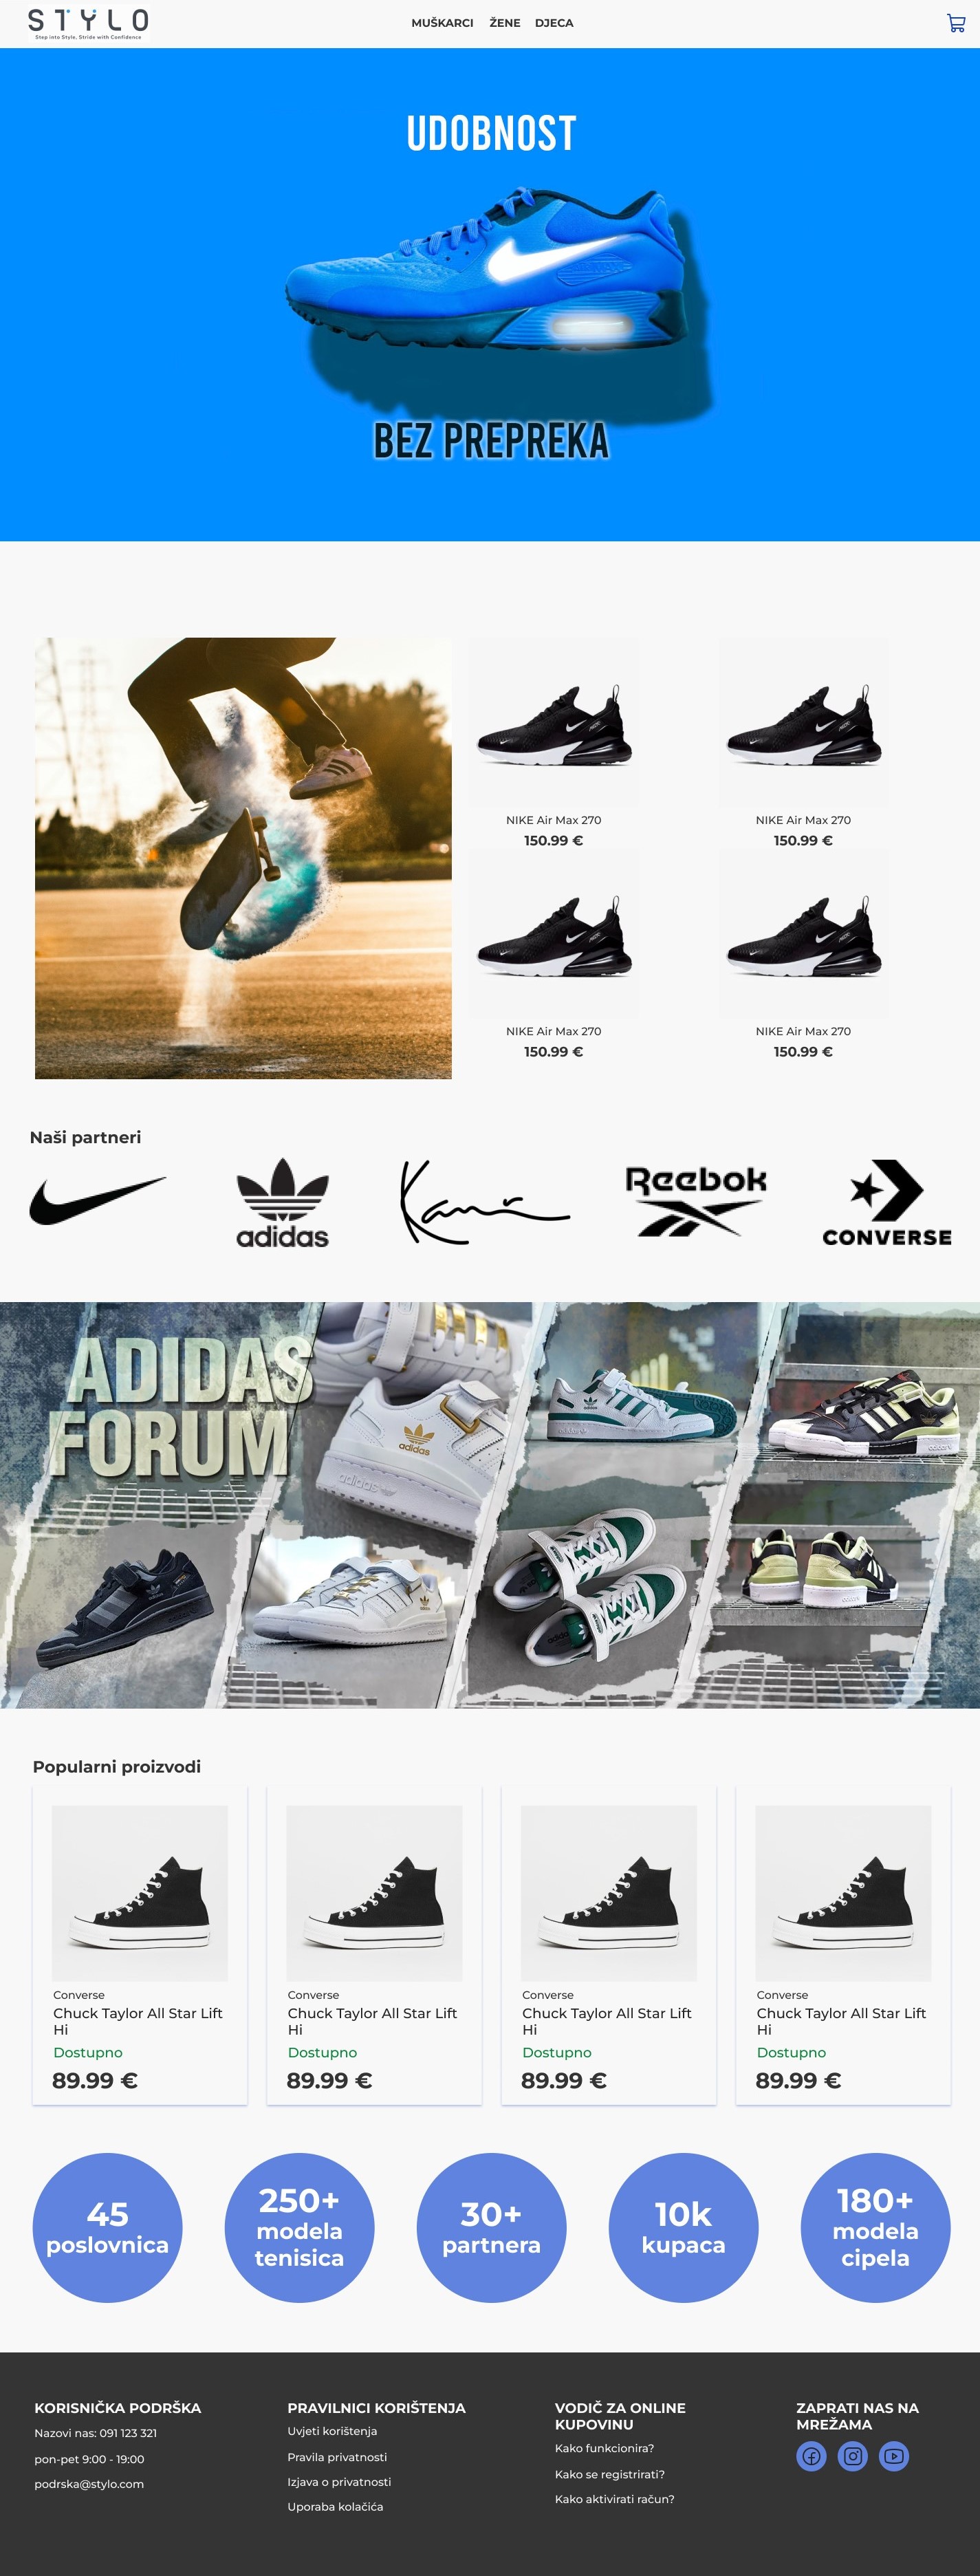 STYLO
Step into Style, Stride with Confidence
MUŠKARCI ŽENE DJECA
UDOBNOST
BEZ PREPREKA
NIKE Air Max 270
150.99 €
NIKE Air Max 270
150.99 €
NIKE Air Max 270
150.99 €
NIKE Air Max 270
150.99 €
Naši partneri
adidas
Kani
Reebok
CONVERSE
ADIDAS
FORUM
adidas
Popularni proizvodi
Converse
Chuck Taylor All Star Lift
Hi
Dostupno
89.99 €
Converse
Chuck Taylor All Star Lift
Hi
Dostupno
89.99 €
Converse
Chuck Taylor All Star Lift
Hi
Dostupno
89.99 €
Converse
Chuck Taylor All Star Lift
Hi
Dostupno
89.99 €
45
poslovnica
250+
modela
tenisica
30+
partnera
10k
kupaca
180+
modela
cipela
KORISNIČKA PODRŠKA
Nazovi nas: 091 123 321
pon-pet 9:00 - 19:00
podrska@stylo.com
PRAVILNICI KORIŠTENJA
Uvjeti korištenja
Pravila privatnosti
Izjava o privatnosti
Uporaba kolačića
VODIČ ZA ONLINE
KUPOVINU
Kako funkcionira?
Kako se registrirati?
Kako aktivirati račun?
ZAPRATI NAS NA
MREŽAMA